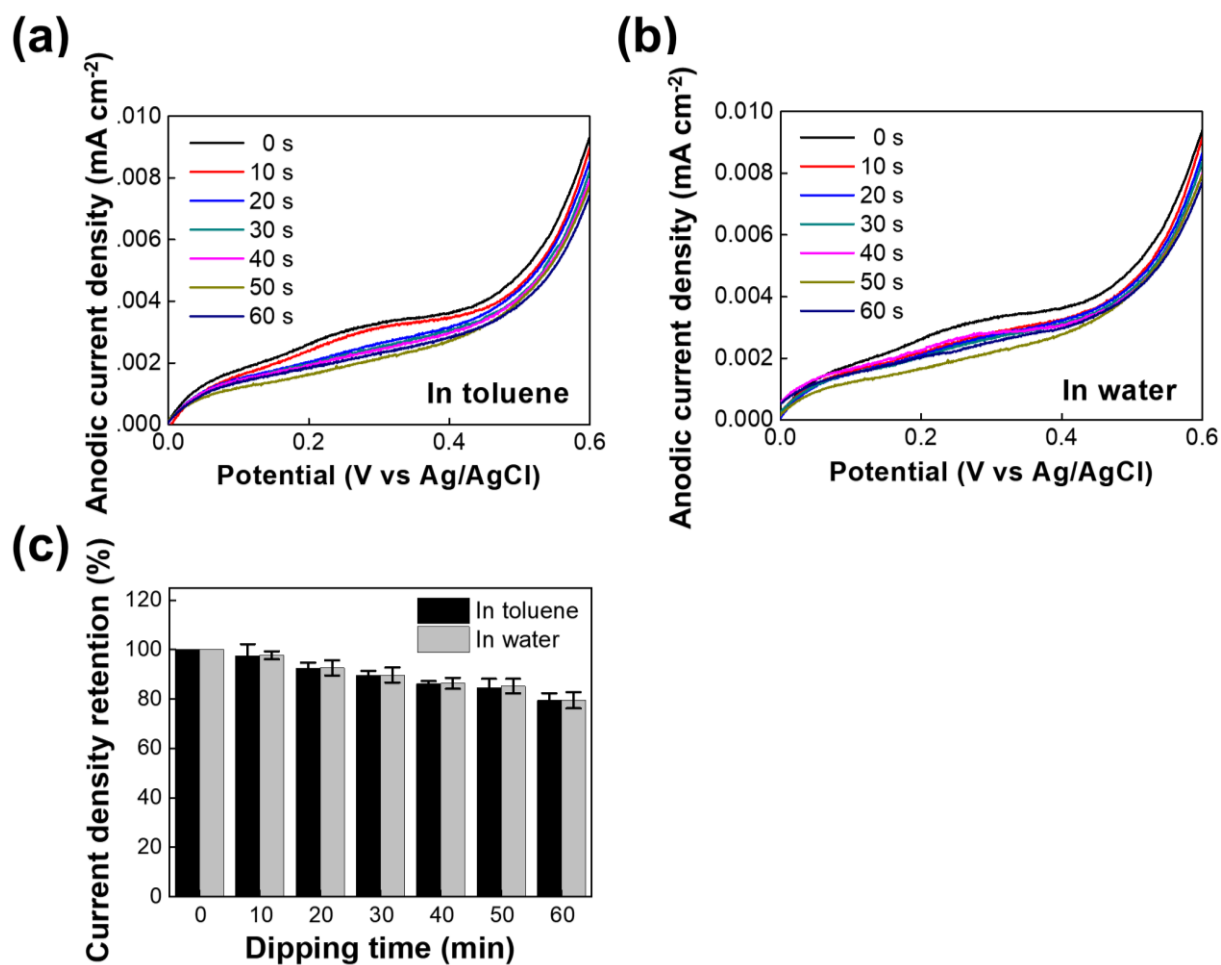 (a)
Anodic current density (mA cm-2)
.010
.008
.006
.004
.002
.000
0 s
10 s
20 s
30 s
40 s
50 s
60 s
In toluene
0.0
0.2
0.4
0.6
Potential (V vs Ag/AgCl)
(b)
Anodic current density (mA cm-2)
0.010
0.008
0.006
0.004
0.002
0.000
0 s
10 s
20 s
30 s
40 s
50 s
60 s
In water
0.0
0.2
0.4
0.6
Potential (V vs Ag/AgCl)
(c)
Current density retention (%)
120
100
80
60
40
20
0
In toluene
In water
0 10 20 30 40 50 60
Dipping time (min)